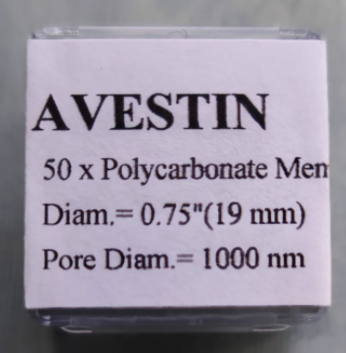 AVESTIN
50 x Polycarbonate Mem
Diam.= 0.75"(19 mm)
Pore Diam.= 1000 nm